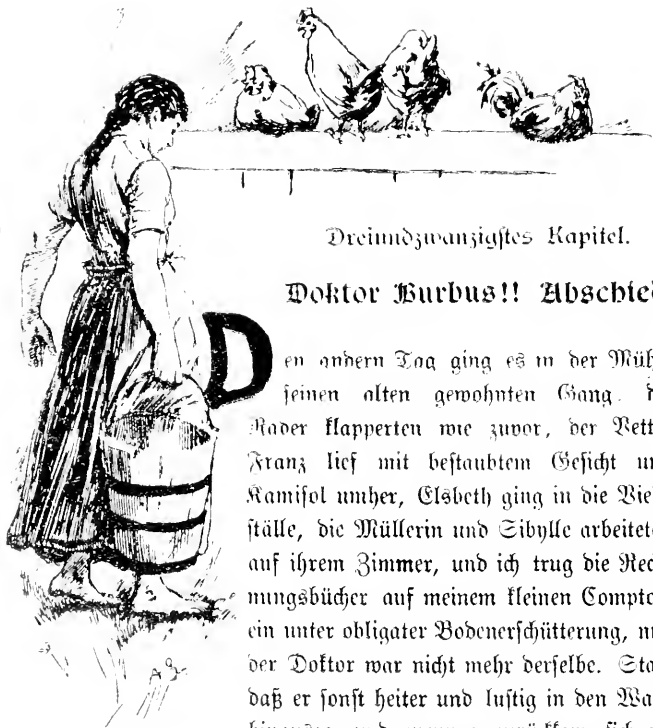 Dreiundzwanzigstes Kapitel.
Doktor Burbus!! Abschied
Den andern Tag ging es in der Müh
seinen alten gewohnten Gang.
Räder klapperten wie zuvor, der Vett
Franz lief mit bestaubtem Gesicht un
Kamisol umher, Elsbeth ging in die Vie
ställe, die Müllerin und Sibylle arbeitet
auf ihrem Zimmer, und ich trug die Rec
nungsbücher auf meinem kleinen Compto
ein unter obligater Bodenerschütterung, nu
der Doktor war nicht mehr derselbe. Sta
daß er sonst heiter und lustig in den Wa